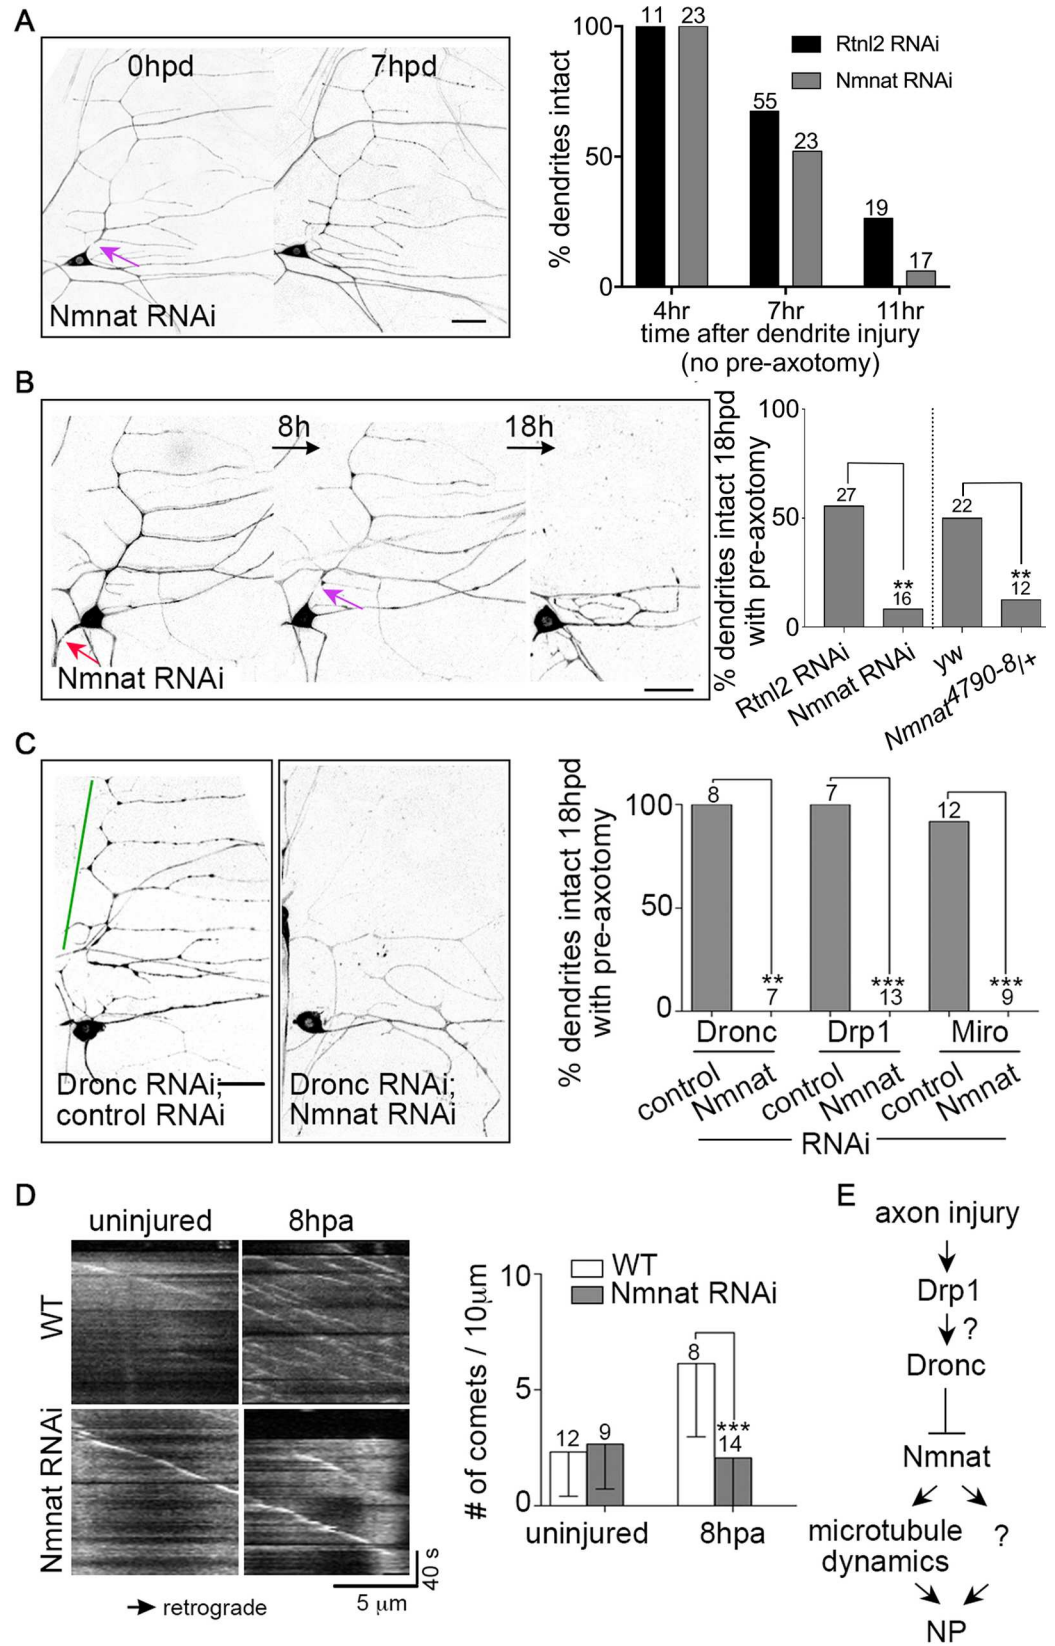 A
0hpd
7hpd
Nmnat RNAi
% dendrites intact
100
50
0
11
23
55
23
19
17
Rtnl2 RNAi
Nmnat RNAi
4hr
7hr
11hr
time after dendrite injury
(no pre-axotomy)
B
8h
18h
Nmnat RNAi
% dendrites intact 18hpd
with pre-axotomy
100
50
0
27
**
16
22
**
12
Rtnl2 RNAi
Nmnat RNAi
yw
Nmnat4790-8/+
C
Dronc RNAi;
control RNAi
Dronc RNAi;
Nmnat RNAi
% dendrites intact 18hpd
with pre-axotomy
100
50
0
8
**
7
7
***
13
12
***
9
Dronc
Drp1
Miro
control
Nmnat
control
Nmnat
control
Nmnat
RNAi
D
uninjured
8hpa
WT
Nmnat RNAi
40 s
5 µm
retrograde
# of comets / 10µm
10
5
0
WT
Nmnat RNAi
12
9
8
***
14
uninjured
8hpa
E
axon injury
Drp1
?
Dronc
Nmnat
microtubule
dynamics
?
NP